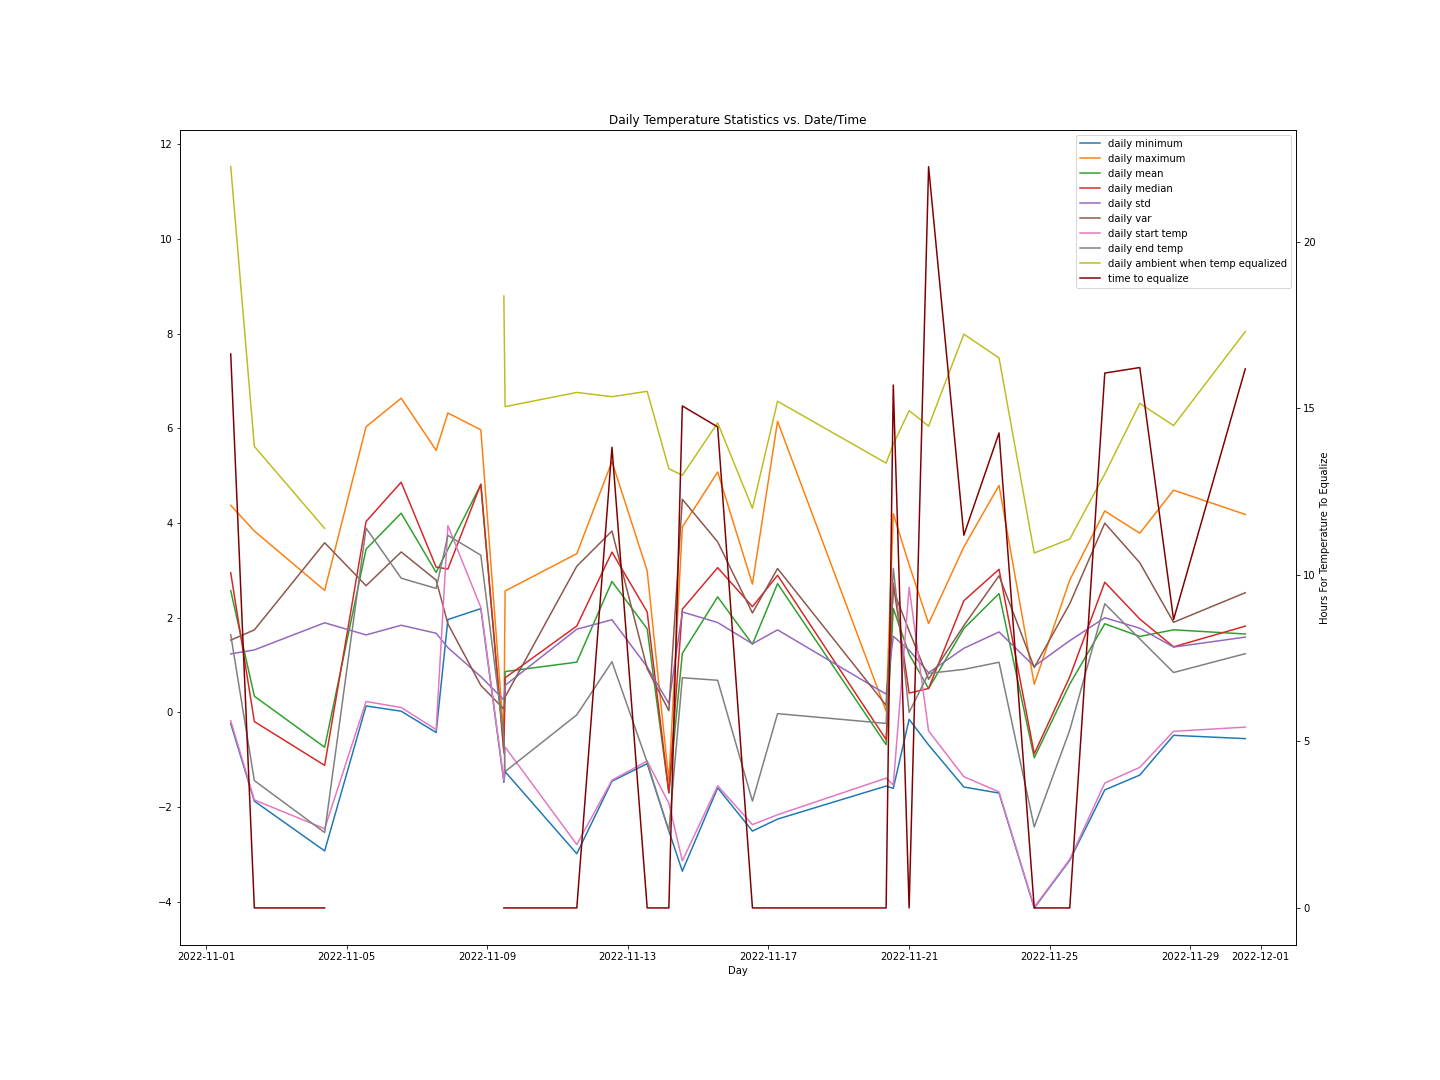 Daily Temperature Statistics vs. Date/Time
12
10
8
6
4
2
0
−2
−4
daily minimum
daily maximum
daily mean
daily median
daily std
daily var
daily start temp
daily end temp
daily ambient when temp equalized
time to equalize
20
15
10
5
0
Hours For Temperature To Equalize
2022-11-01 2022-11-05 2022-11-09 2022-11-13 2022-11-17 2022-11-21 2022-11-25 2022-11-29 2022-12-01
Day